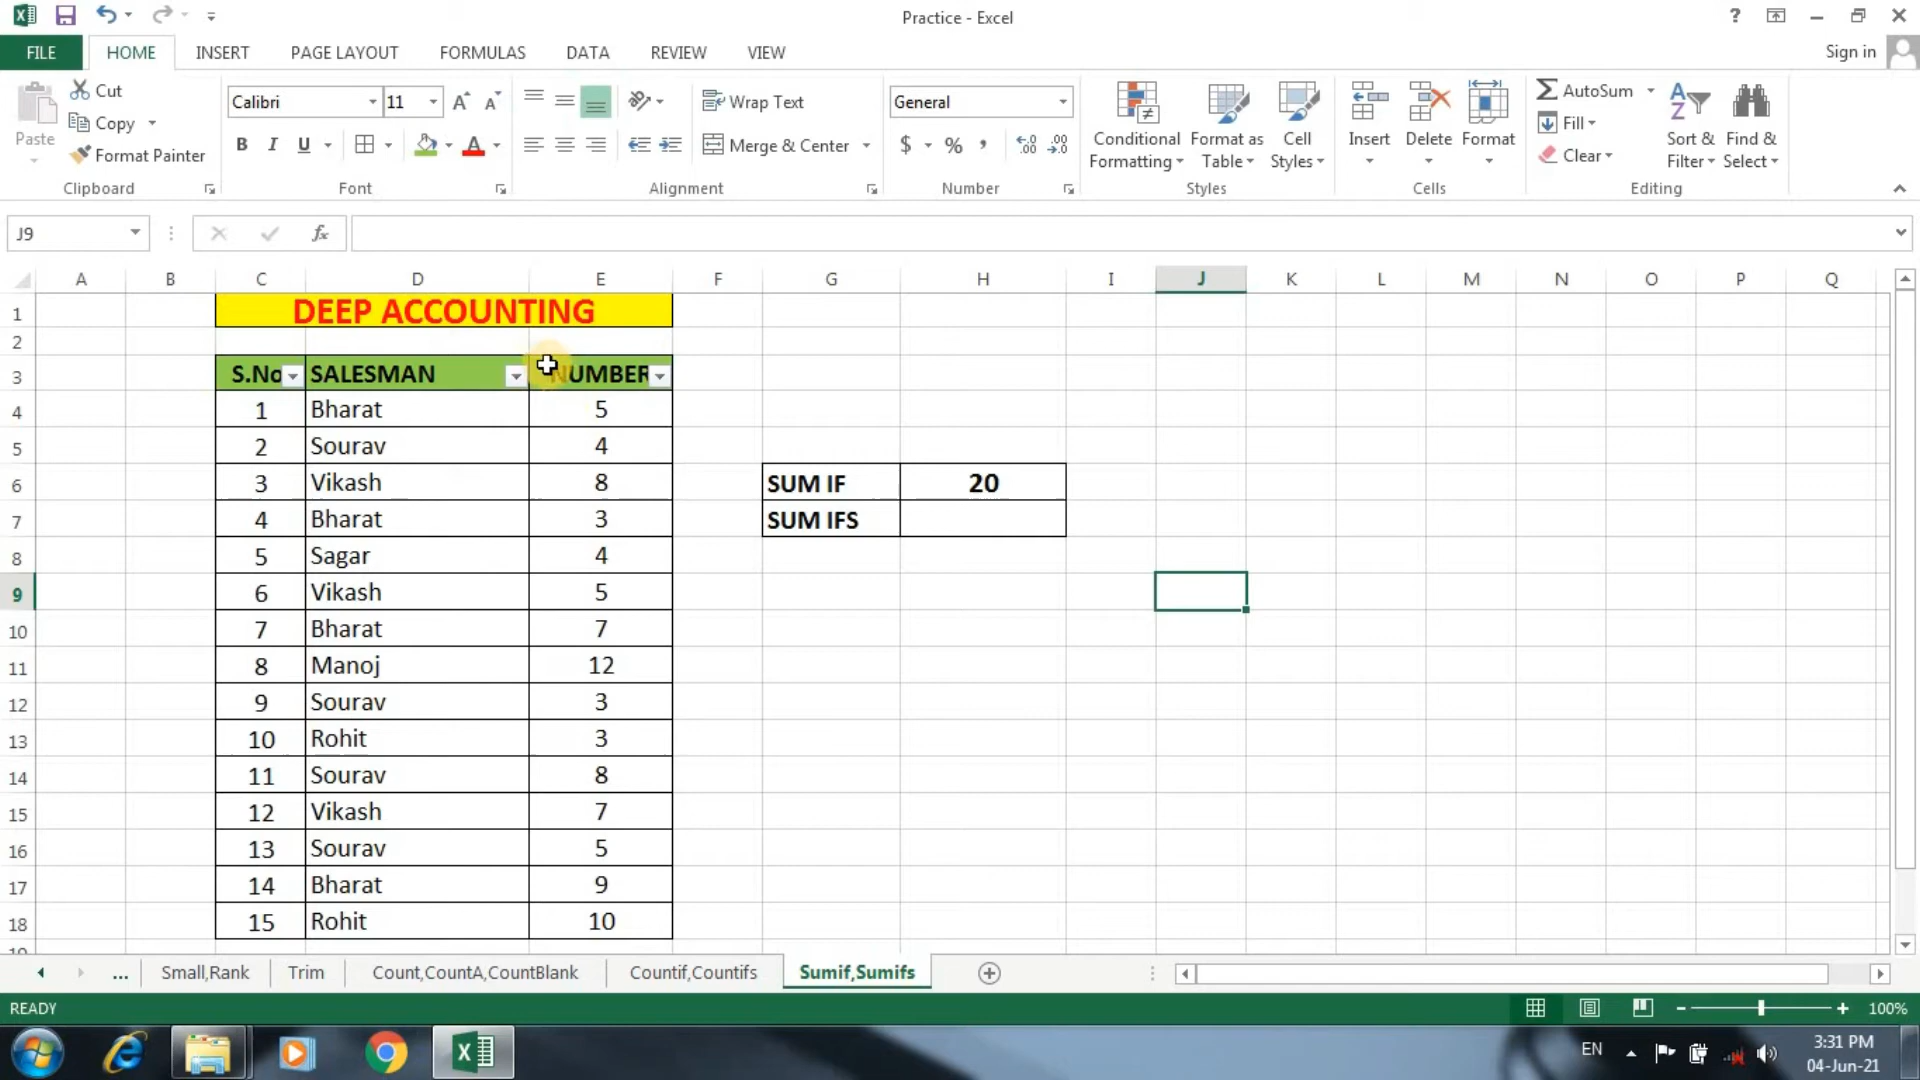 Practice - Excel
FILE HOME INSERT PAGE LAYOUT FORMULAS DATA REVIEW VIEW Sign in
Paste Cut Copy Format Painter Clipboard
Calibri 11 B I U A Font
Wrap Text Merge & Center Alignment
General $ % , Number
Conditional Formatting Format as Table Cell Styles Styles
Insert Delete Format Cells
AutoSum Fill Clear Sort & Filter Find & Select Editing
J9 fx
A B C D E F G H I J K L M N O P Q
1 DEEP ACCOUNTING
2
3 S.No SALESMAN NUMBER
4 1 Bharat 5
5 2 Sourav 4
6 3 Vikash 8 SUM IF 20
7 4 Bharat 3 SUM IFS
8 5 Sagar 4
9 6 Vikash 5
10 7 Bharat 7
11 8 Manoj 12
12 9 Sourav 3
13 10 Rohit 3
14 11 Sourav 8
15 12 Vikash 7
16 13 Sourav 5
17 14 Bharat 9
18 15 Rohit 10
... Small,Rank Trim Count,CountA,CountBlank Countif,Countifs Sumif,Sumifs
READY 100%
EN 3:31 PM
04-Jun-21